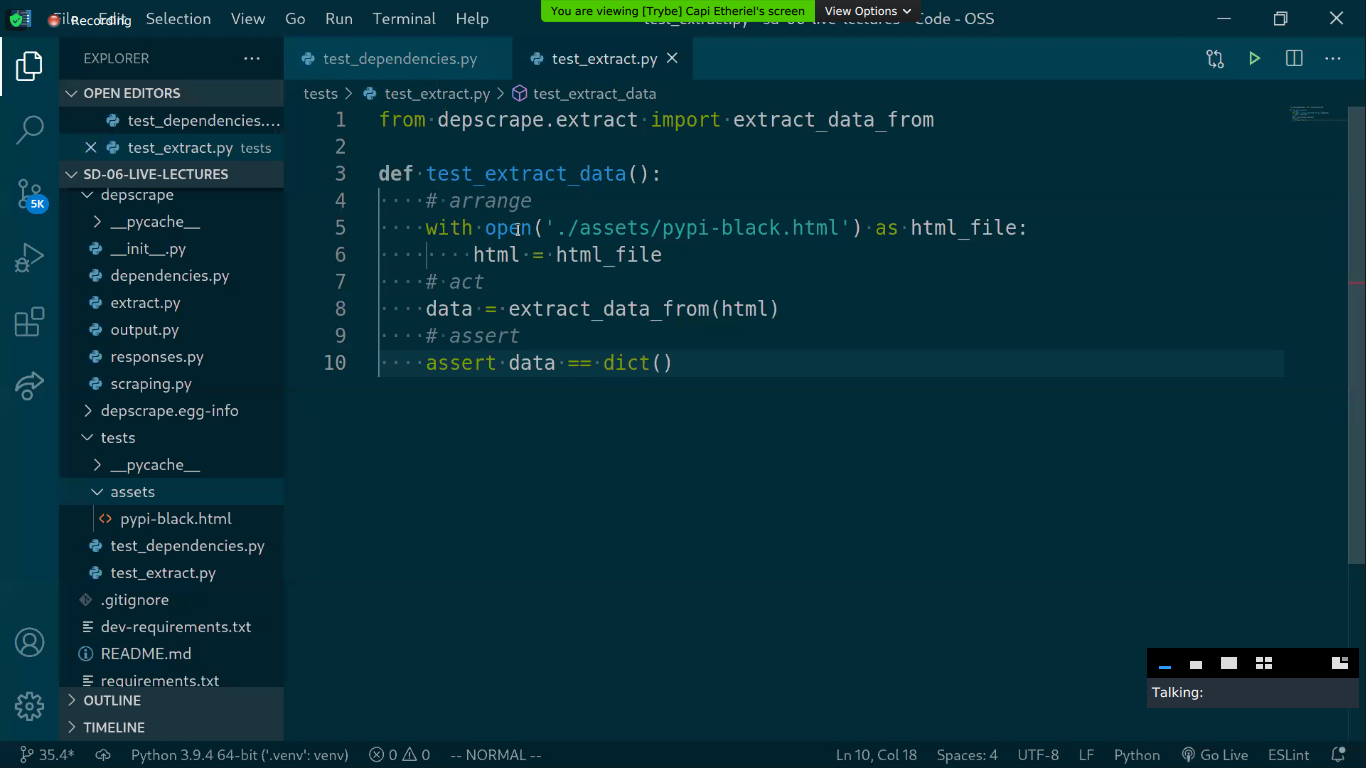 File Edit Selection View Go Run Terminal Help
Recording
You are viewing [Trybe] Capi Etheriel's screen
View Options
test_extract.py - sd-06-live-lectures - Code - OSS
EXPLORER
test_dependencies.py
test_extract.py
OPEN EDITORS
tests > test_extract.py > test_extract_data
test_dependencies....
test_extract.py tests
SD-06-LIVE-LECTURES
depscrape
__pycache__
__init__.py
dependencies.py
extract.py
output.py
responses.py
scraping.py
depscrape.egg-info
tests
__pycache__
assets
pypi-black.html
test_dependencies.py
test_extract.py
.gitignore
dev-requirements.txt
README.md
requirements.txt
OUTLINE
TIMELINE
5K
1 from·depscrape.extract·import·extract_data_from
2
3 def·test_extract_data():
4 ····#·arrange
5 ····with·open('./assets/pypi-black.html')·as·html_file:
6 ········html·=·html_file
7 ····#·act
8 ····data·=·extract_data_from(html)
9 ····#·assert
10 ····assert·data·==·dict()
Talking:
35.4* Python 3.9.4 64-bit ('.venv': venv) 0 0 -- NORMAL -- Ln 10, Col 18 Spaces: 4 UTF-8 LF Python Go Live ESLint